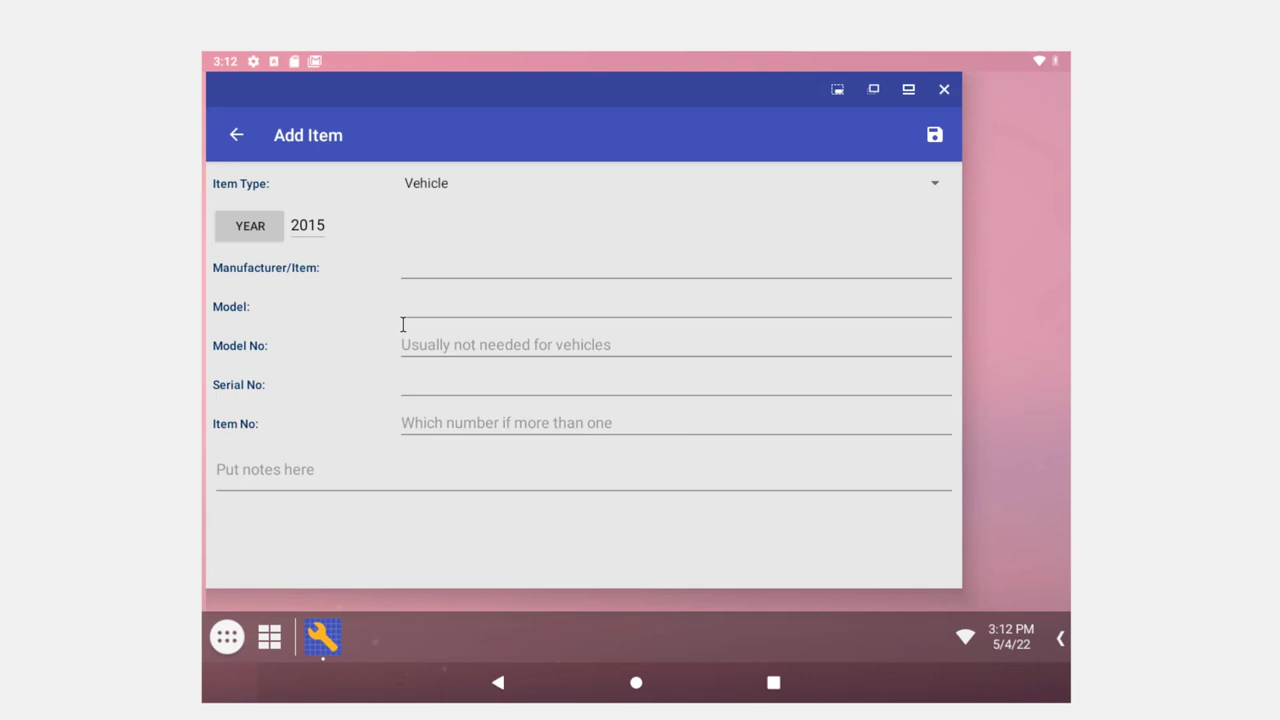 3:12
Add Item
Item Type: Vehicle
YEAR 2015
Manufacturer/Item:
Model:
Model No: Usually not needed for vehicles
Serial No:
Item No: Which number if more than one
Put notes here
3:12 PM
5/4/22